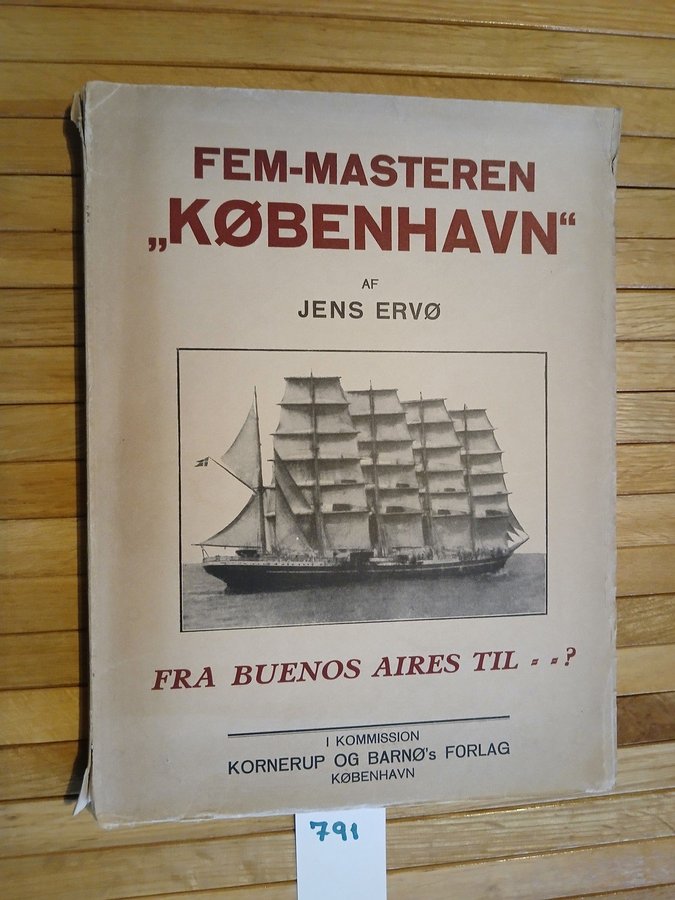 FEM-MASTEREN
„KØBENHAVN“
AF
JENS ERVØ
FRA BUENOS AIRES TIL - -?
I KOMMISSION
KORNERUP OG BARNØ's FORLAG
KØBENHAVN
791